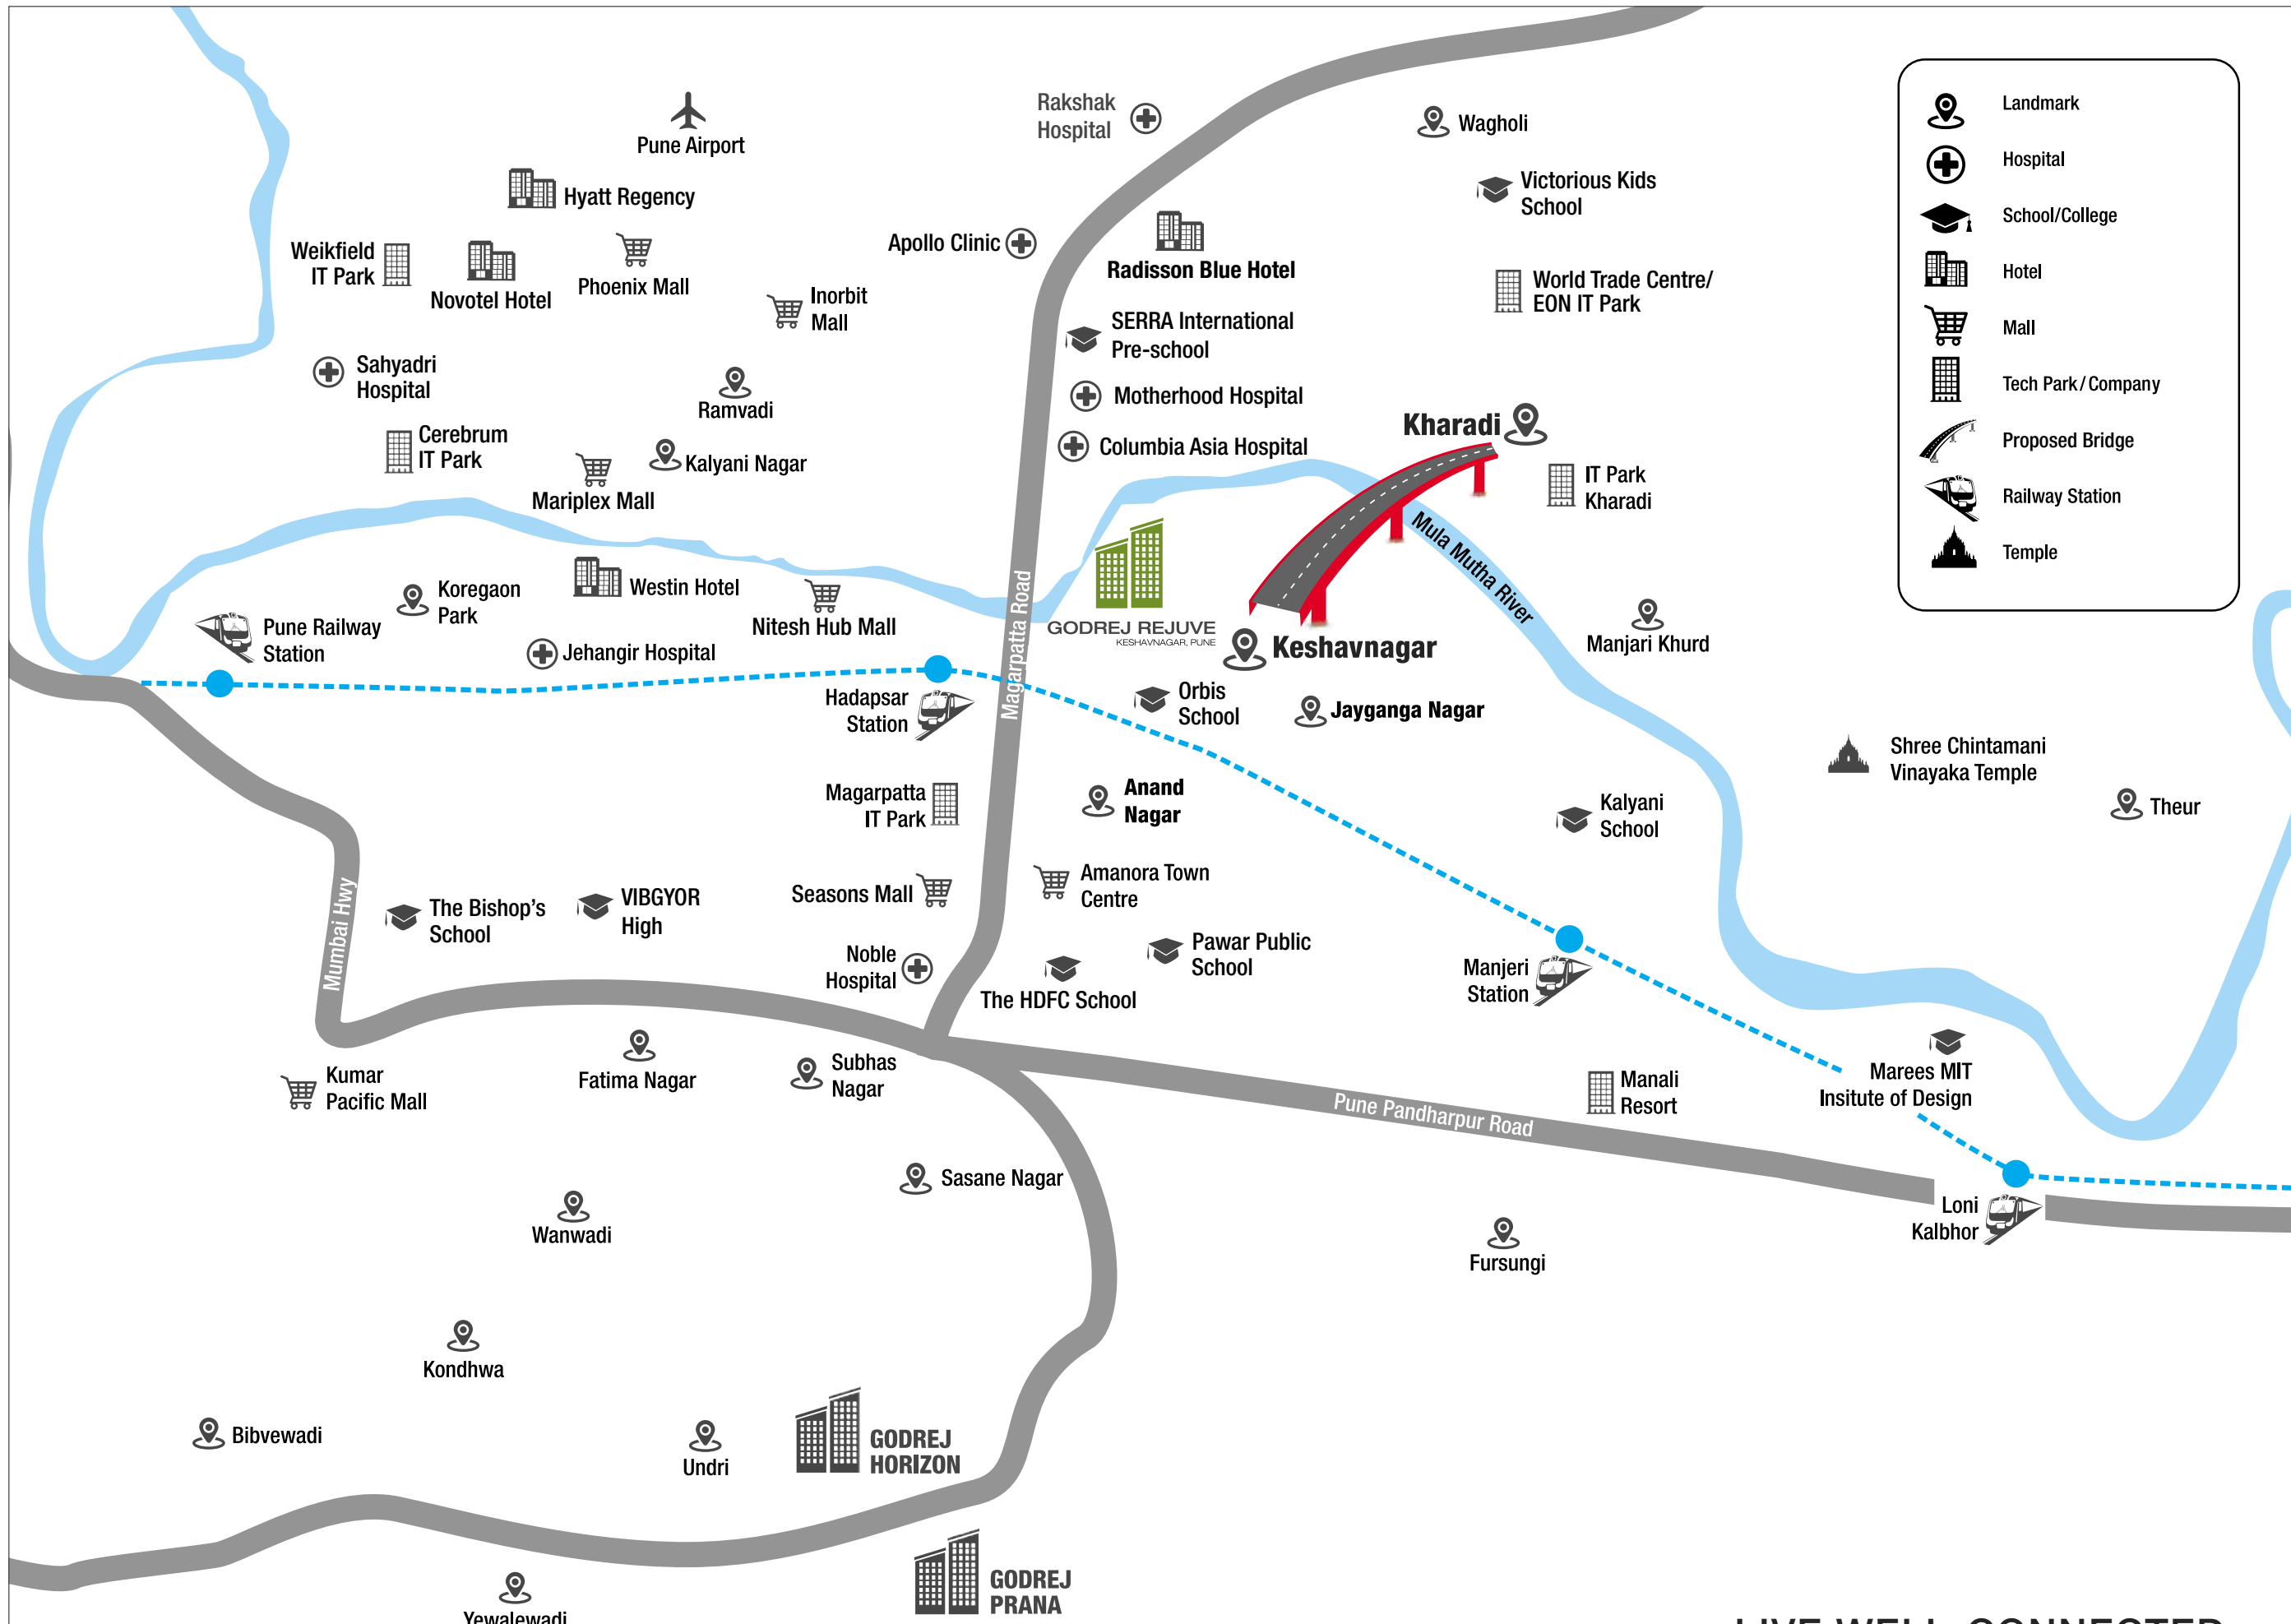 Pune Airport
Hyatt Regency
Weikfield
IT Park
Novotel Hotel
Phoenix Mall
Inorbit
Mall
Sahyadri
Hospital
Ramvadi
Cerebrum
IT Park
Kalyani Nagar
Mariplex Mall
Rakshak
Hospital
Apollo Clinic
Radisson Blue Hotel
SERRA International
Pre-school
Motherhood Hospital
Columbia Asia Hospital
Wagholi
Victorious Kids
School
World Trade Centre/
EON IT Park
Kharadi
IT Park
Kharadi
Landmark
Hospital
School/College
Hotel
Mall
Tech Park / Company
Proposed Bridge
Railway Station
Temple
Koregaon
Park
Westin Hotel
Pune Railway
Station
Jehangir Hospital
Nitesh Hub Mall
Magarpatta Road
GODREJ REJUVE
KESHAVNAGAR, PUNE
Keshavnagar
Mula Mutha River
Manjari Khurd
Hadapsar
Station
Orbis
School
Jayganga Nagar
Shree Chintamani
Vinayaka Temple
Theur
Magarpatta
IT Park
Anand
Nagar
Kalyani
School
Mumbai Hwy
The Bishop's
School
VIBGYOR
High
Seasons Mall
Amanora Town
Centre
Noble
Hospital
The HDFC School
Pawar Public
School
Manjeri
Station
Kumar
Pacific Mall
Fatima Nagar
Subhas
Nagar
Pune Pandharpur Road
Manali
Resort
Marees MIT
Insitute of Design
Sasane Nagar
Wanwadi
Fursungi
Loni
Kalbhor
Kondhwa
Bibvewadi
Undri
GODREJ
HORIZON
GODREJ
PRANA
Yewalewadi
LIVE WELL-CONNECTED